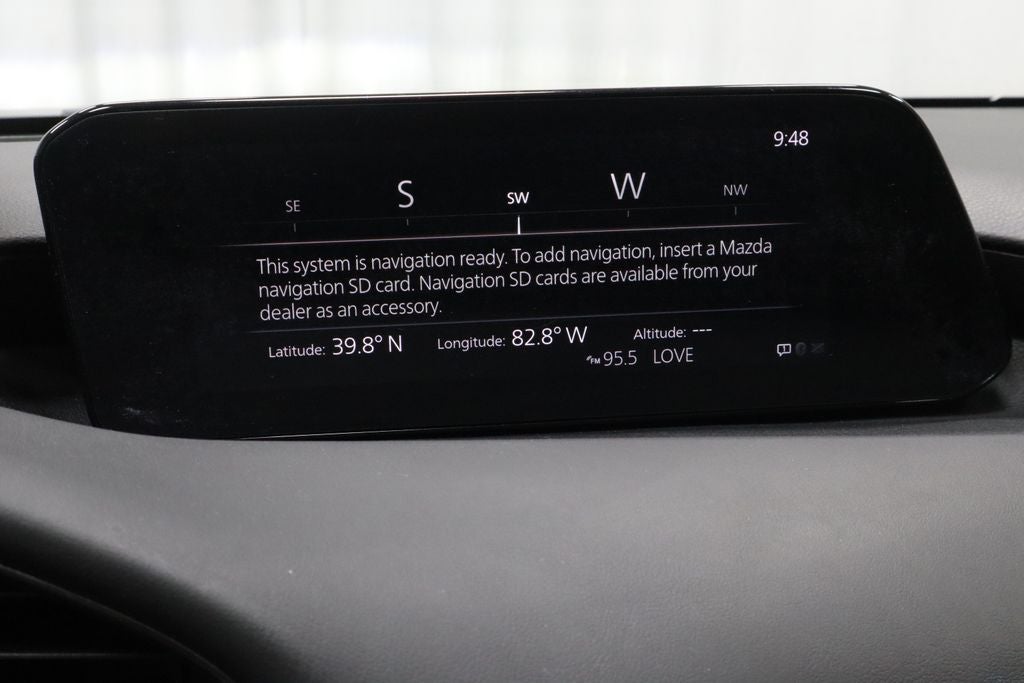 9:48
SE S SW W NW
This system is navigation ready. To add navigation, insert a Mazda
navigation SD card. Navigation SD cards are available from your
dealer as an accessory.
Latitude: 39.8° N Longitude: 82.8° W Altitude: ---
FM 95.5 LOVE